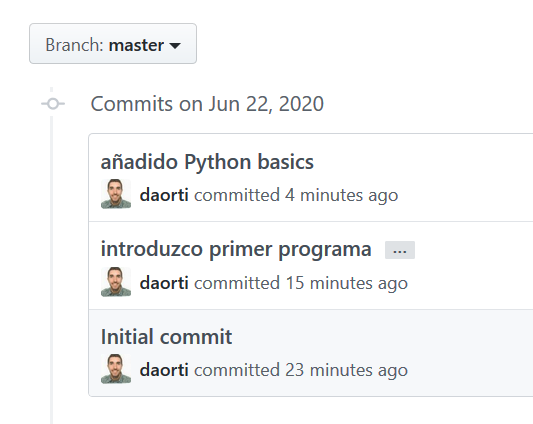 Branch: master
Commits on Jun 22, 2020
añadido Python basics
daorti committed 4 minutes ago
introduzco primer programa ...
daorti committed 15 minutes ago
Initial commit
daorti committed 23 minutes ago